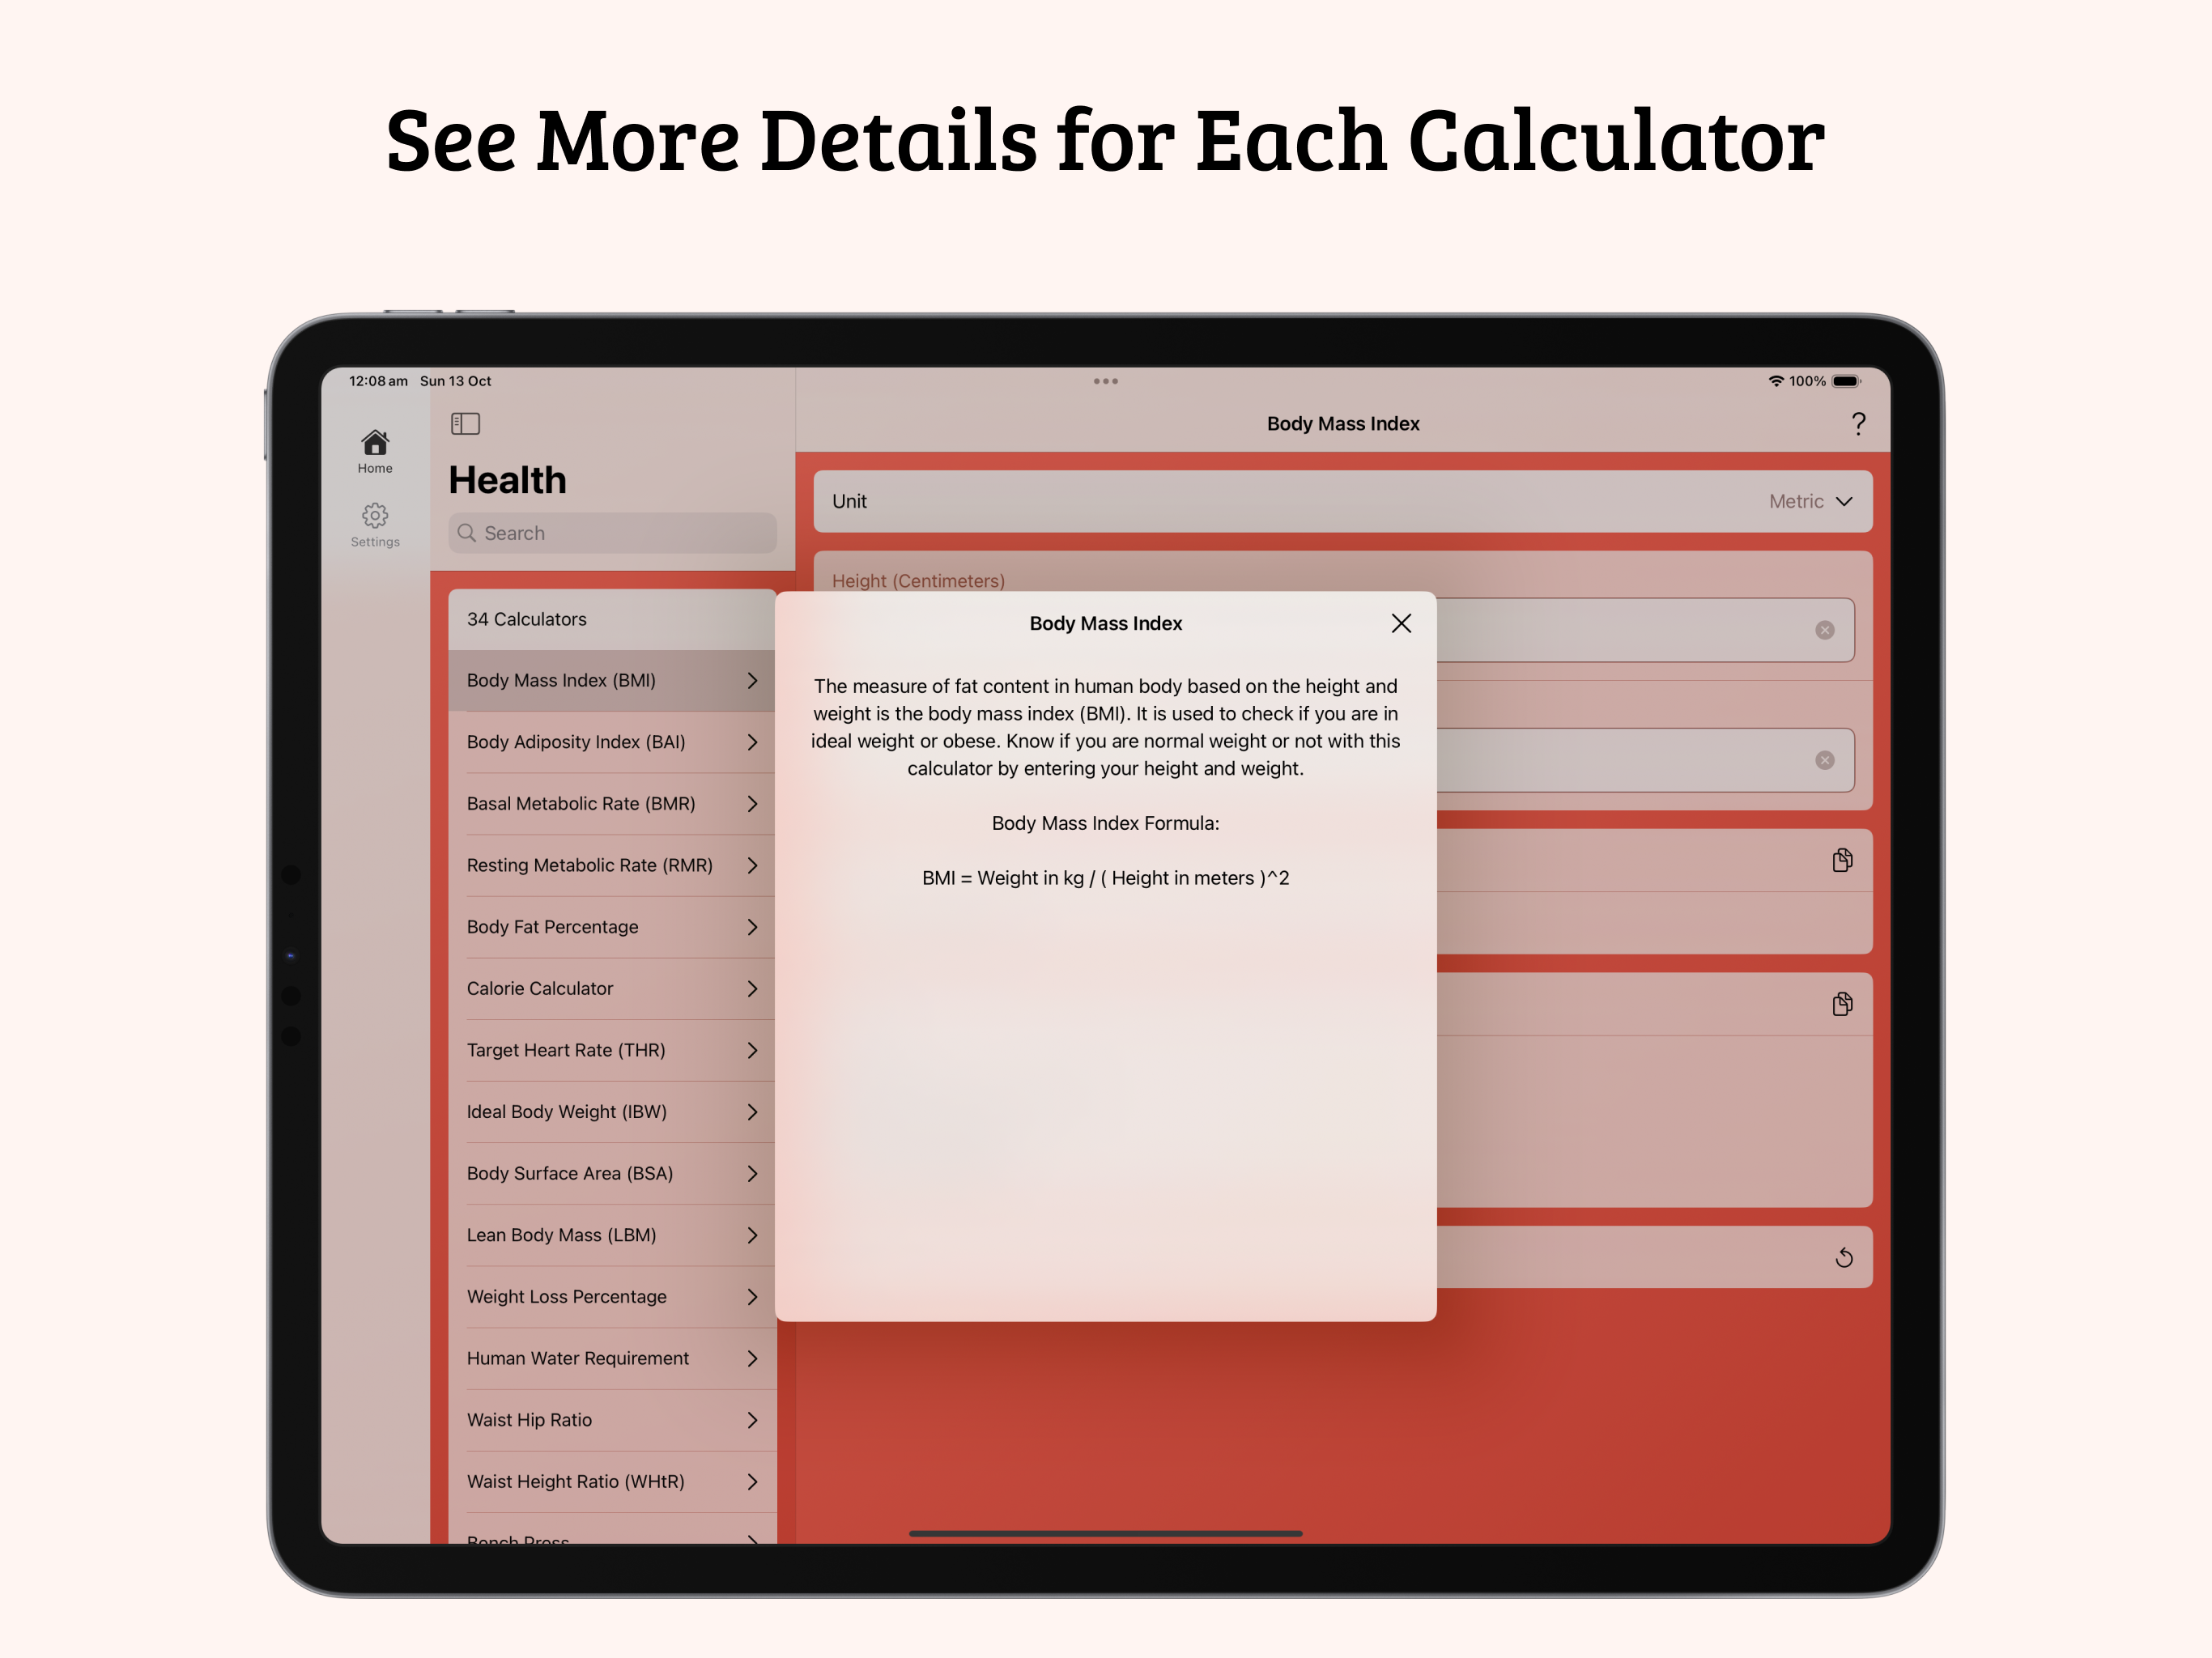 See More Details for Each Calculator
12:08 am Sun 13 Oct
100%
Home
Settings
Health
Search
34 Calculators
Body Mass Index (BMI)
Body Adiposity Index (BAI)
Basal Metabolic Rate (BMR)
Resting Metabolic Rate (RMR)
Body Fat Percentage
Calorie Calculator
Target Heart Rate (THR)
Ideal Body Weight (IBW)
Body Surface Area (BSA)
Lean Body Mass (LBM)
Weight Loss Percentage
Human Water Requirement
Waist Hip Ratio
Waist Height Ratio (WHtR)
Bench Press
Body Mass Index
?
Unit
Metric
Height (Centimeters)
Body Mass Index
The measure of fat content in human body based on the height and
weight is the body mass index (BMI). It is used to check if you are in
ideal weight or obese. Know if you are normal weight or not with this
calculator by entering your height and weight.
Body Mass Index Formula:
BMI = Weight in kg / ( Height in meters )^2